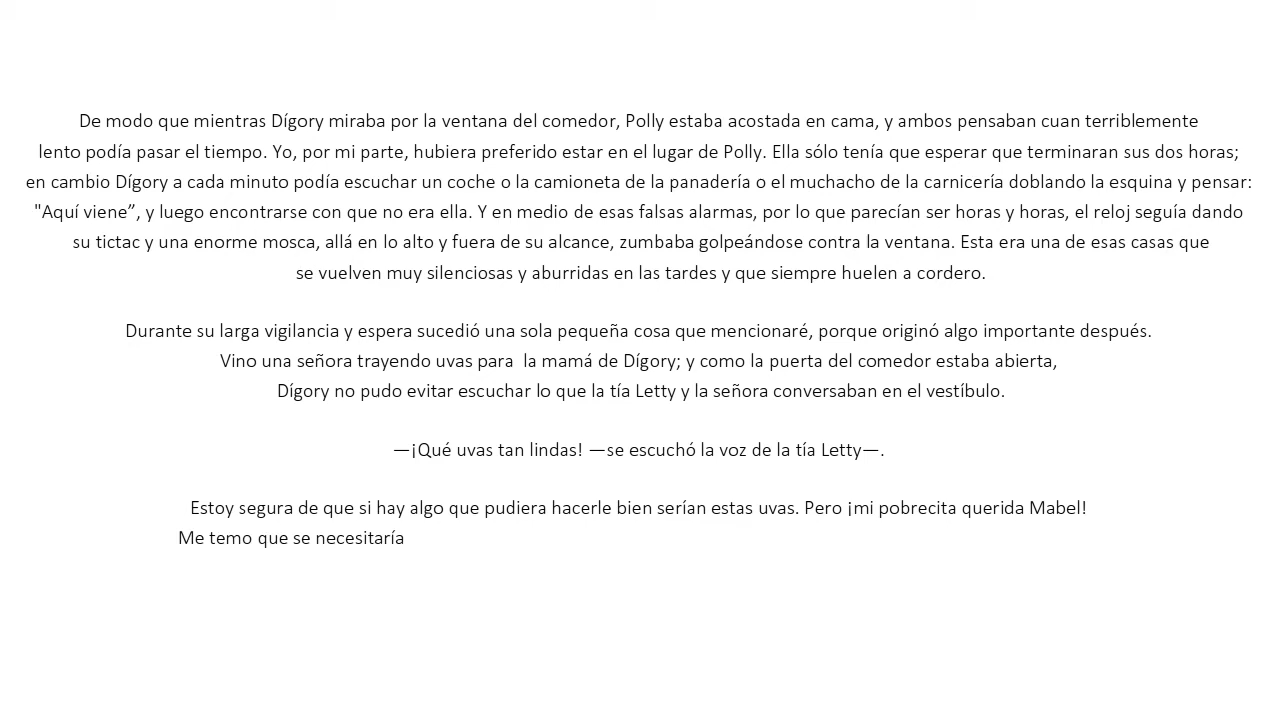 De modo que mientras Dígory miraba por la ventana del comedor, Polly estaba acostada en cama, y ambos pensaban cuan terriblemente
lento podía pasar el tiempo. Yo, por mi parte, hubiera preferido estar en el lugar de Polly. Ella sólo tenía que esperar que terminaran sus dos horas;
en cambio Dígory a cada minuto podía escuchar un coche o la camioneta de la panadería o el muchacho de la carnicería doblando la esquina y pensar:
"Aquí viene”, y luego encontrarse con que no era ella. Y en medio de esas falsas alarmas, por lo que parecían ser horas y horas, el reloj seguía dando
su tictac y una enorme mosca, allá en lo alto y fuera de su alcance, zumbaba golpeándose contra la ventana. Esta era una de esas casas que
se vuelven muy silenciosas y aburridas en las tardes y que siempre huelen a cordero.
Durante su larga vigilancia y espera sucedió una sola pequeña cosa que mencionaré, porque originó algo importante después.
Vino una señora trayendo uvas para  la mamá de Dígory; y como la puerta del comedor estaba abierta,
Dígory no pudo evitar escuchar lo que la tía Letty y la señora conversaban en el vestíbulo.
—¡Qué uvas tan lindas! —se escuchó la voz de la tía Letty—.
Estoy segura de que si hay algo que pudiera hacerle bien serían estas uvas. Pero ¡mi pobrecita querida Mabel!
Me temo que se necesitaría